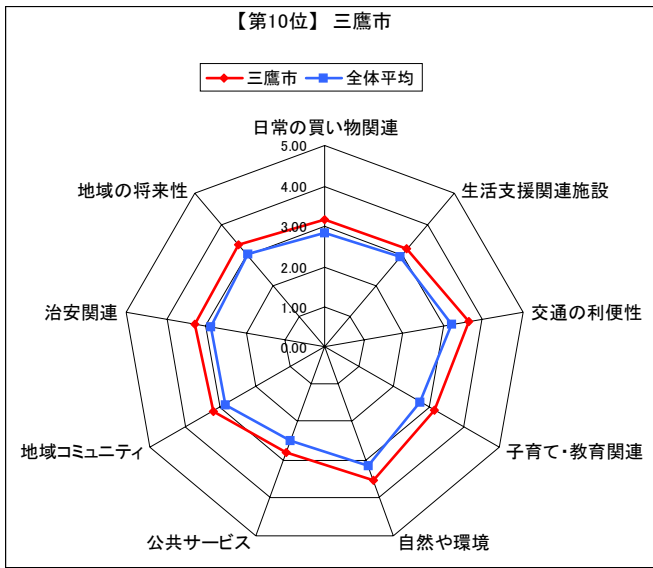 【第10位】 三鷹市
三鷹市 全体平均
日常の買い物関連
生活支援関連施設
交通の利便性
子育て・教育関連
自然や環境
公共サービス
地域コミュニティ
治安関連
地域の将来性
5.00
4.00
3.00
2.00
1.00
0.00